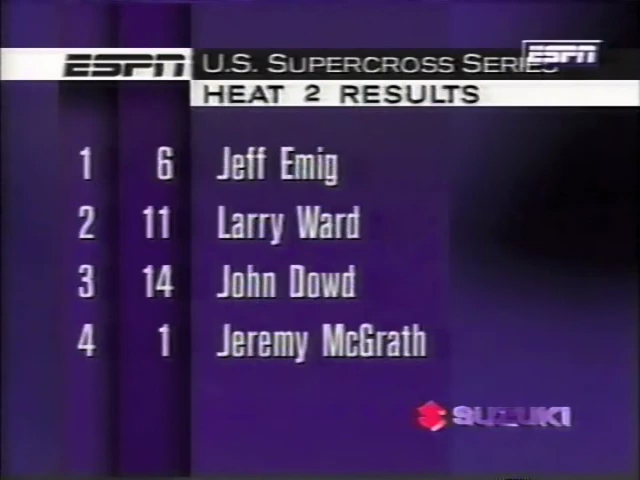 ESPN U.S. SUPERCROSS SERIES ESPN
HEAT 2 RESULTS
1 6 Jeff Emig
2 11 Larry Ward
3 14 John Dowd
4 1 Jeremy McGrath
SUZUKI